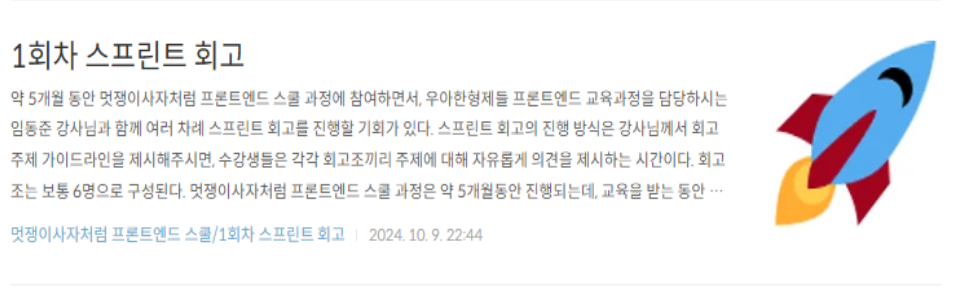 1회차 스프린트 회고
약 5개월 동안 멋쟁이사자처럼 프론트엔드 스쿨 과정에 참여하면서, 우아한형제들 프론트엔드 교육과정을 담당하시는
임동준 강사님과 함께 여러 차례 스프린트 회고를 진행할 기회가 있다. 스프린트 회고의 진행 방식은 강사님께서 회고
주제 가이드라인을 제시해주시면, 수강생들은 각각 회고조끼리 주제에 대해 자유롭게 의견을 제시하는 시간이다. 회고
조는 보통 6명으로 구성된다. 멋쟁이사자처럼 프론트엔드 스쿨 과정은 약 5개월동안 진행되는데, 교육을 받는 동안 …
멋쟁이사자처럼 프론트엔드 스쿨/1회차 스프린트 회고 | 2024. 10. 9. 22:44